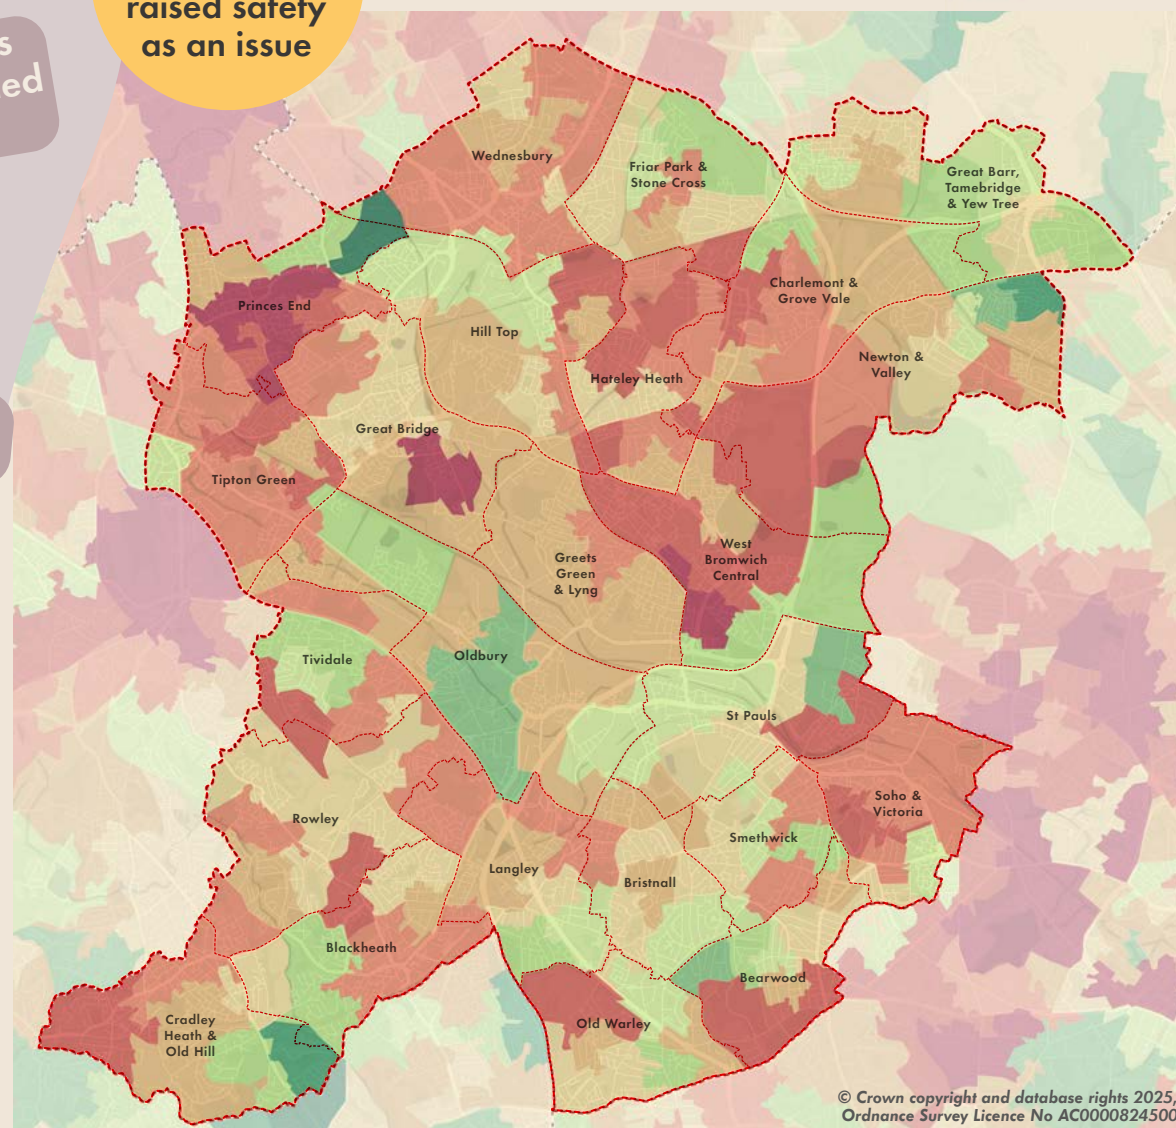 raised safety
as an issue
s
ed
Wednesbury
Friar Park &
Stone Cross
Great Barr,
Tamebridge
& Yew Tree
Princes End
Charlemont &
Grove Vale
Hill Top
Newton &
Valley
Hateley Heath
Great Bridge
Tipton Green
West
Bromwich
Central
Greets
Green
& Lyng
Tividale
Oldbury
St Pauls
Soho &
Victoria
Rowley
Smethwick
Langley
Bristnall
Blackheath
Bearwood
Cradley
Heath &
Old Hill
Old Warley
© Crown copyright and database rights 2025,
Ordnance Survey Licence No AC0000824500